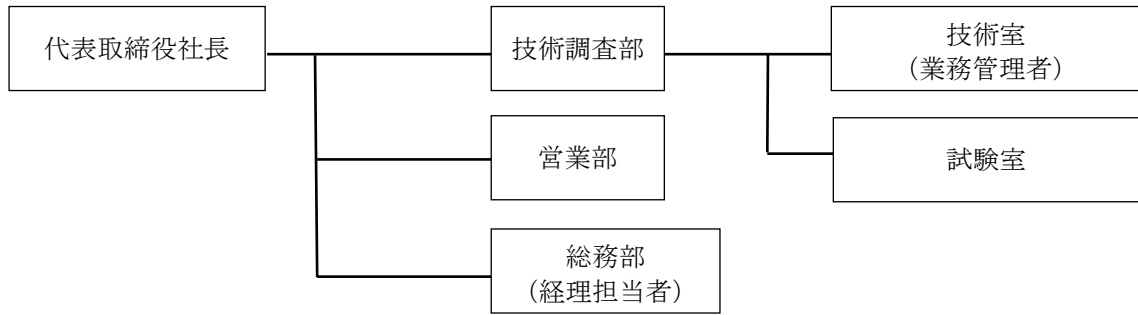 代表取締役社長
技術調査部
技術室
（業務管理者）
営業部
試験室
総務部
（経理担当者）